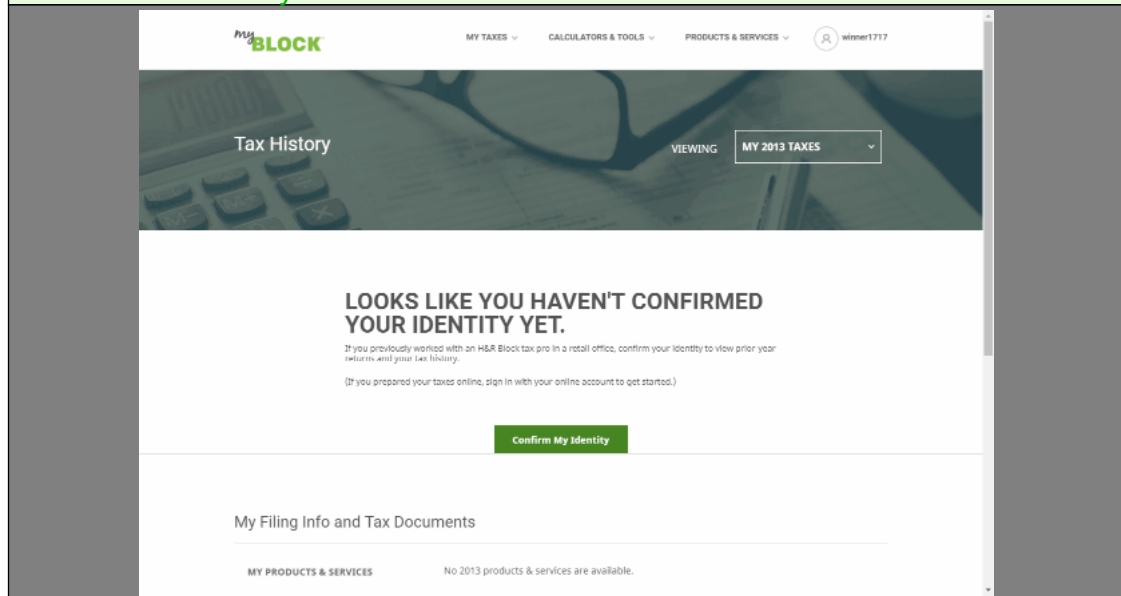 myBLOCK
MY TAXES
CALCULATORS & TOOLS
PRODUCTS & SERVICES
winner1717
Tax History
VIEWING
MY 2013 TAXES
LOOKS LIKE YOU HAVEN'T CONFIRMED
YOUR IDENTITY YET.
If you previously worked with an H&R Block tax pro in a retail office, confirm your identity to view prior year
returns and your tax history.
(If you prepared your taxes online, sign in with your online account to get started.)
Confirm My Identity
My Filing Info and Tax Documents
MY PRODUCTS & SERVICES
No 2013 products & services are available.